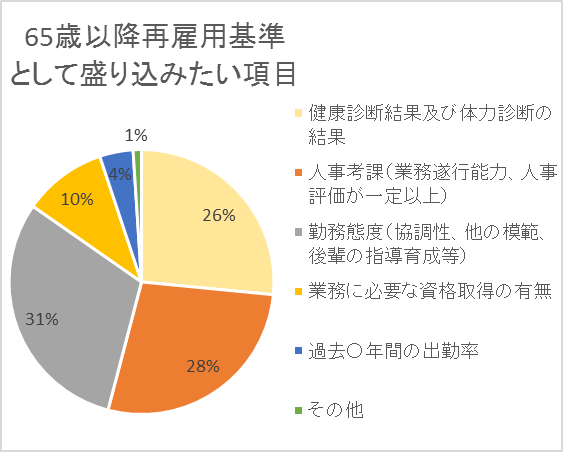 65歳以降再雇用基準
として盛り込みたい項目
1%
4%
10%
26%
31%
28%
健康診断結果及び体力診断の
結果
人事考課（業務遂行能力、人事
評価が一定以上）
勤務態度（協調性、他の模範、
後輩の指導育成等）
業務に必要な資格取得の有無
過去〇年間の出勤率
その他